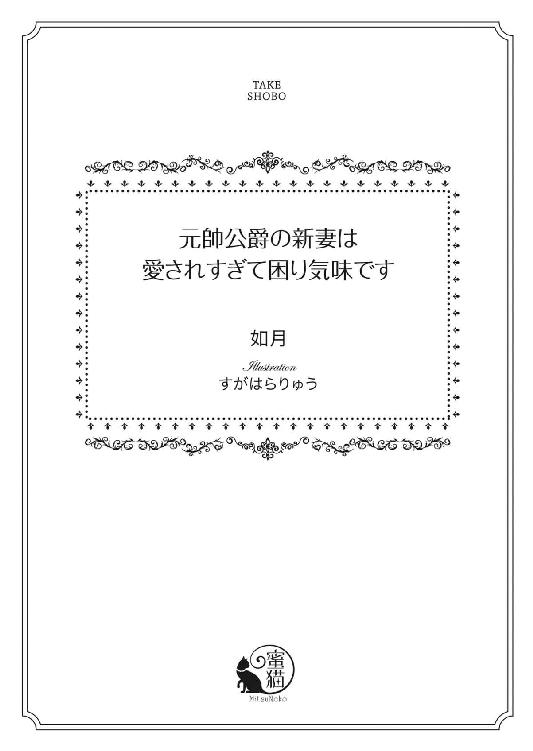 TAKE
SHOBO
元帥公爵の新妻は
愛されすぎて困り気味です
如月
Illustration
すがはらりゅう
蜜猫
MitsuNeko